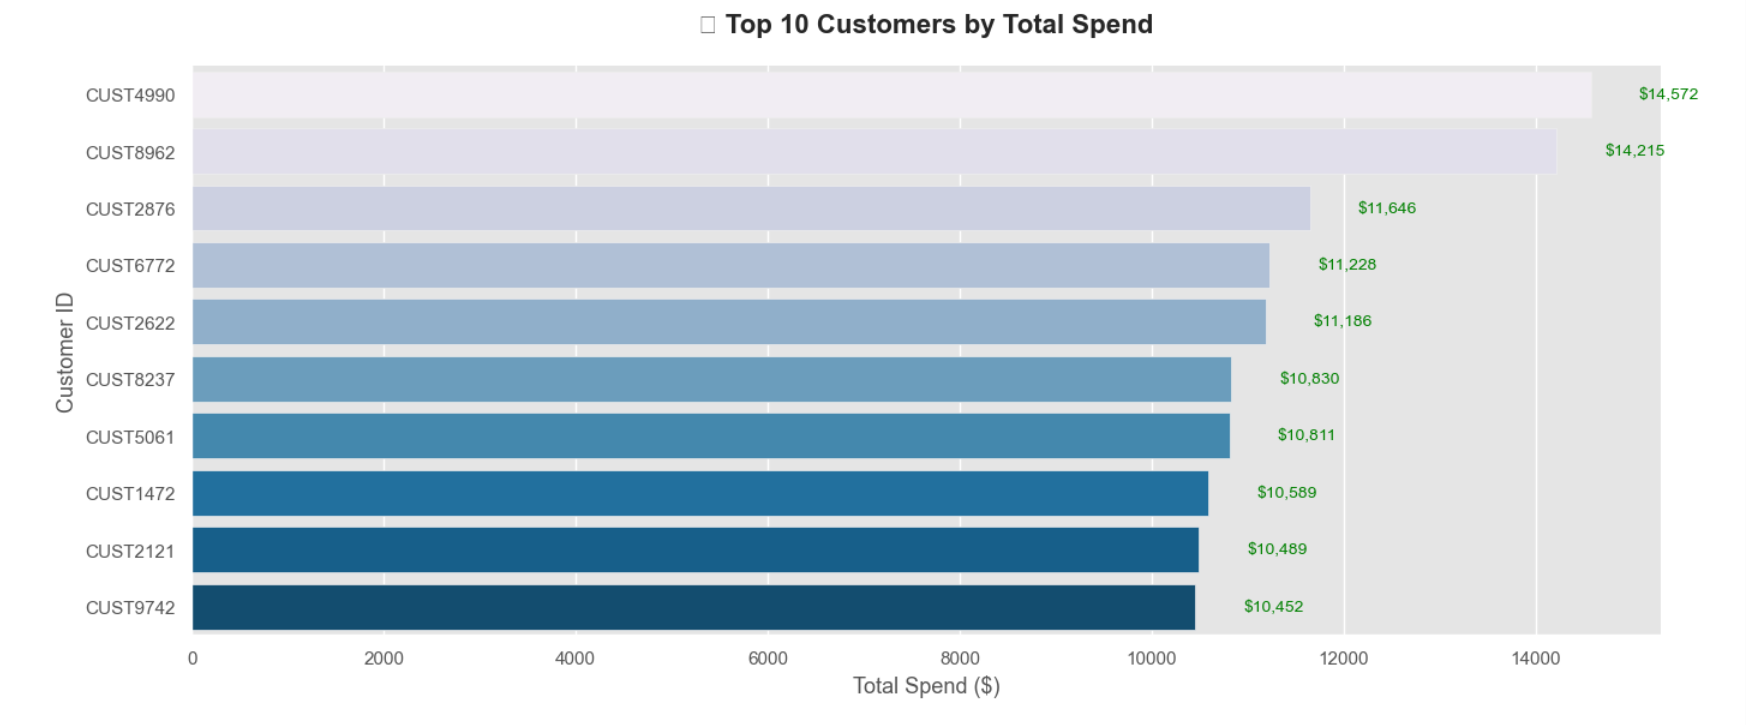 Top 10 Customers by Total Spend
CUST4990 $14,572
CUST8962 $14,215
CUST2876 $11,646
CUST6772 $11,228
CUST2622 $11,186
CUST8237 $10,830
CUST5061 $10,811
CUST1472 $10,589
CUST2121 $10,489
CUST9742 $10,452
Customer ID
0 2000 4000 6000 8000 10000 12000 14000
Total Spend ($)